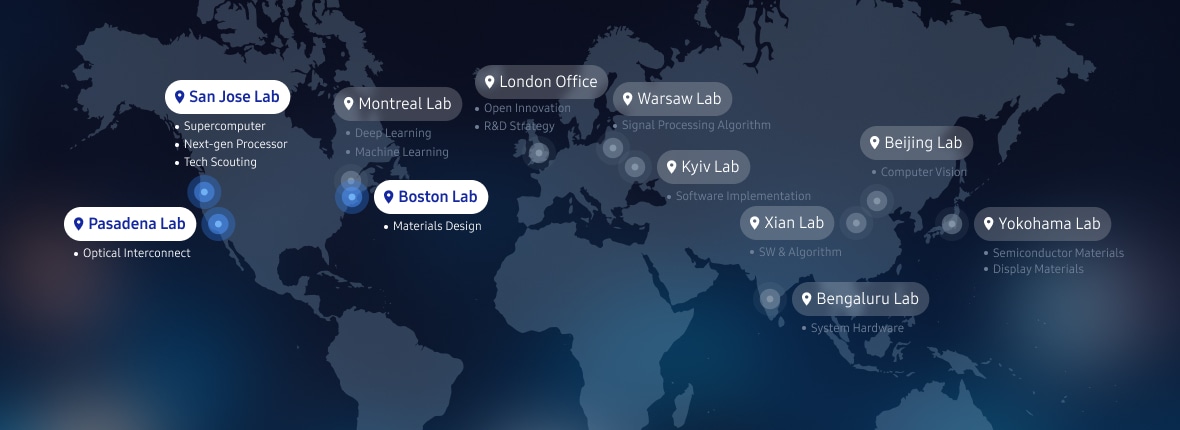 San Jose Lab
Supercomputer
Next-gen Processor
Tech Scouting
Pasadena Lab
Optical Interconnect
Montreal Lab
Deep Learning
Machine Learning
Boston Lab
Materials Design
London Office
Open Innovation
R&D Strategy
Warsaw Lab
Signal Processing Algorithm
Kyiv Lab
Software Implementation
Beijing Lab
Computer Vision
Xian Lab
SW & Algorithm
Yokohama Lab
Semiconductor Materials
Display Materials
Bengaluru Lab
System Hardware